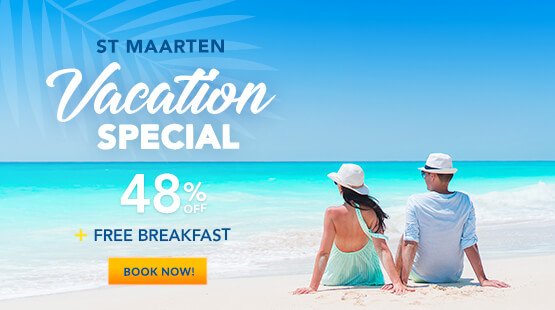 ST MAARTEN
Vacation
SPECIAL
48% OFF
+ FREE BREAKFAST
BOOK NOW!